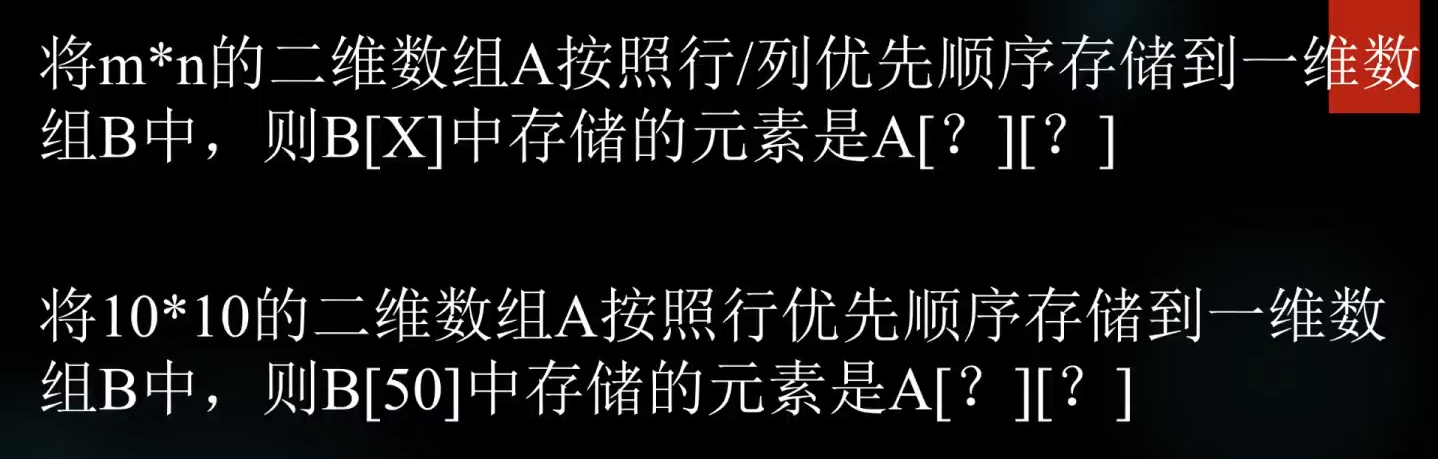 将m*n的二维数组A按照行/列优先顺序存储到一维数
组B中，则B[X]中存储的元素是A[？][？]
将10*10的二维数组A按照行优先顺序存储到一维数
组B中，则B[50]中存储的元素是A[？][？]